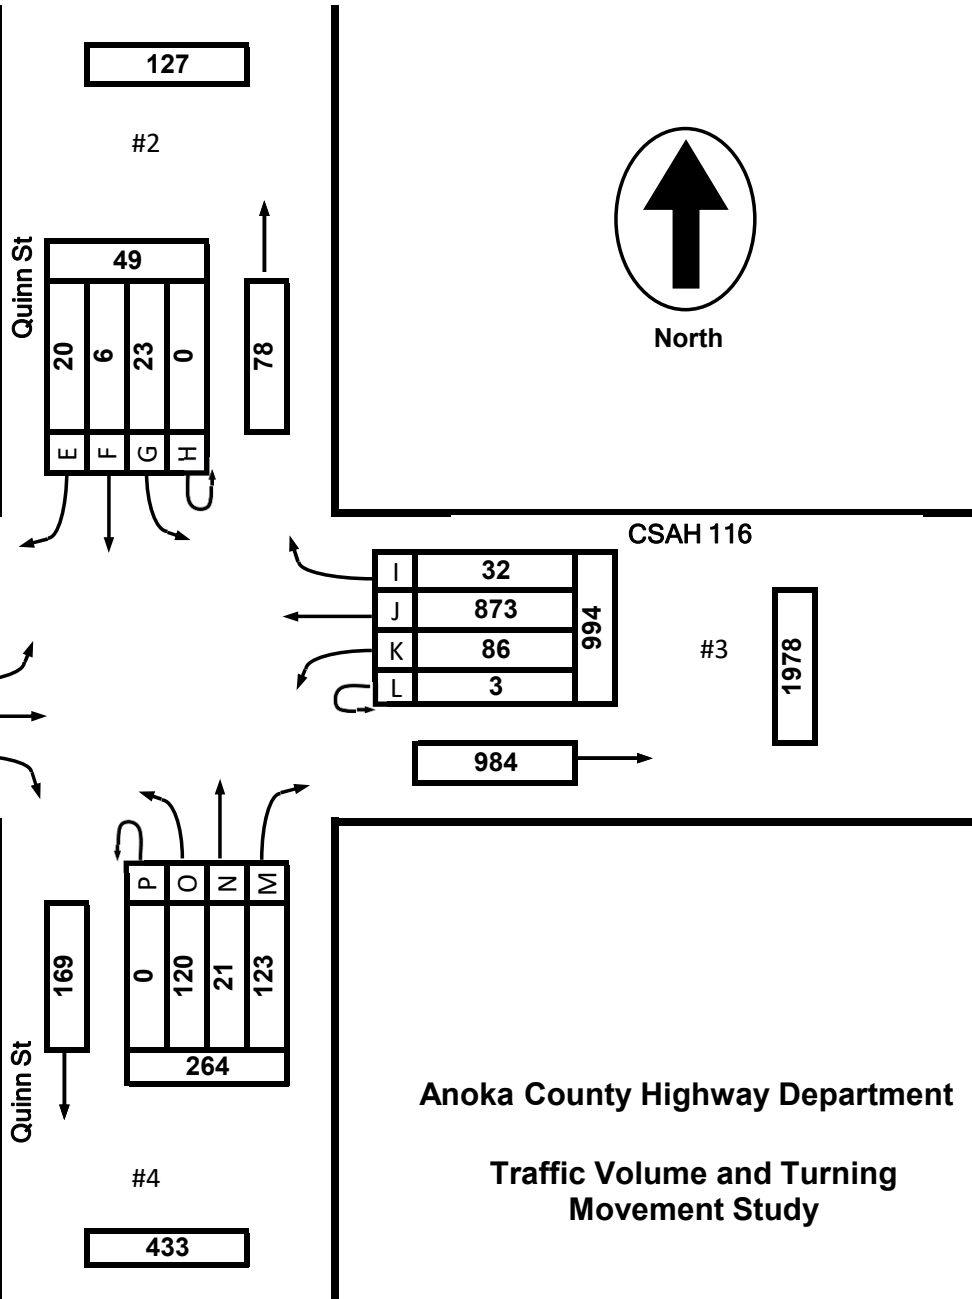 127
#2
Quinn St
49
20
6
23
0
78
E
F
G
H
North
CSAH 116
I
32
J
873
K
86
L
3
994
#3
1978
984
P
O
N
M
169
0
120
21
123
264
Quinn St
#4
433
Anoka County Highway Department
Traffic Volume and Turning
Movement Study